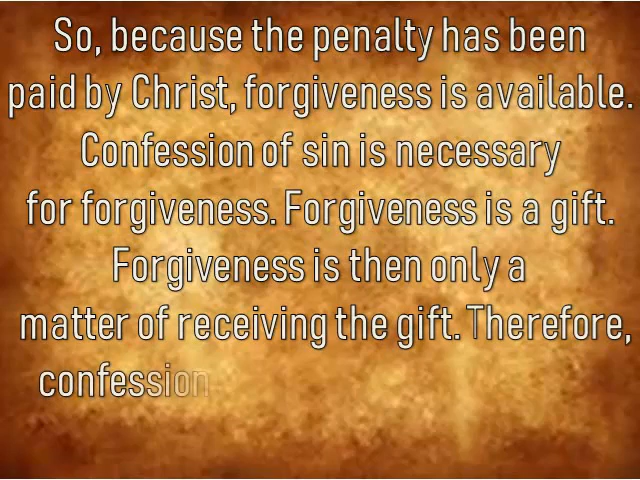 So, because the penalty has been
paid by Christ, forgiveness is available.
Confession of sin is necessary
for forgiveness. Forgiveness is a gift.
Forgiveness is then only a
matter of receiving the gift. Therefore,
confession